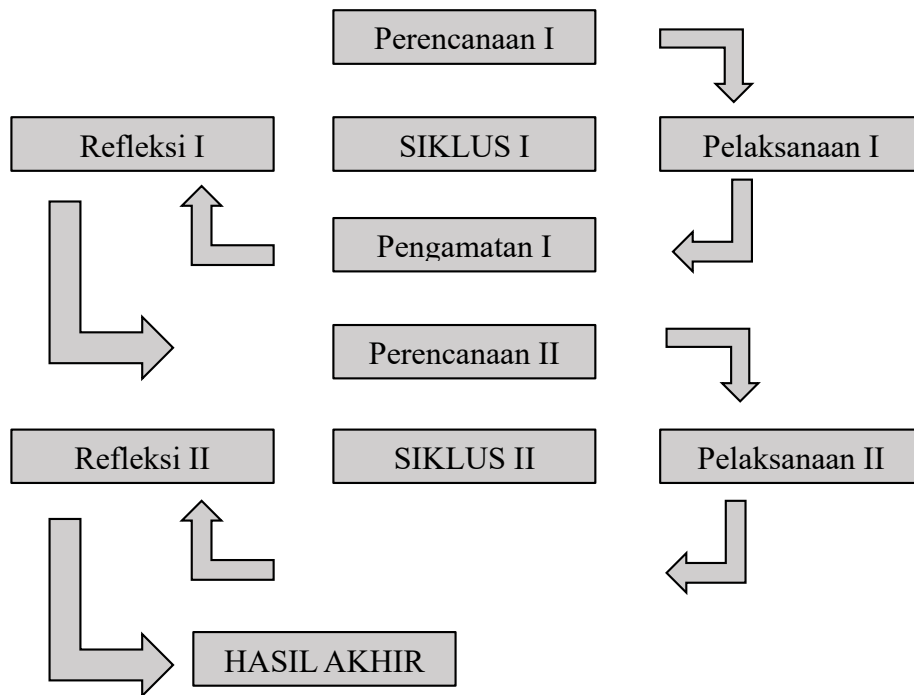 Perencanaan I
Refleksi I
SIKLUS I
Pelaksanaan I
Pengamatan I
Perencanaan II
Refleksi II
SIKLUS II
Pelaksanaan II
HASIL AKHIR